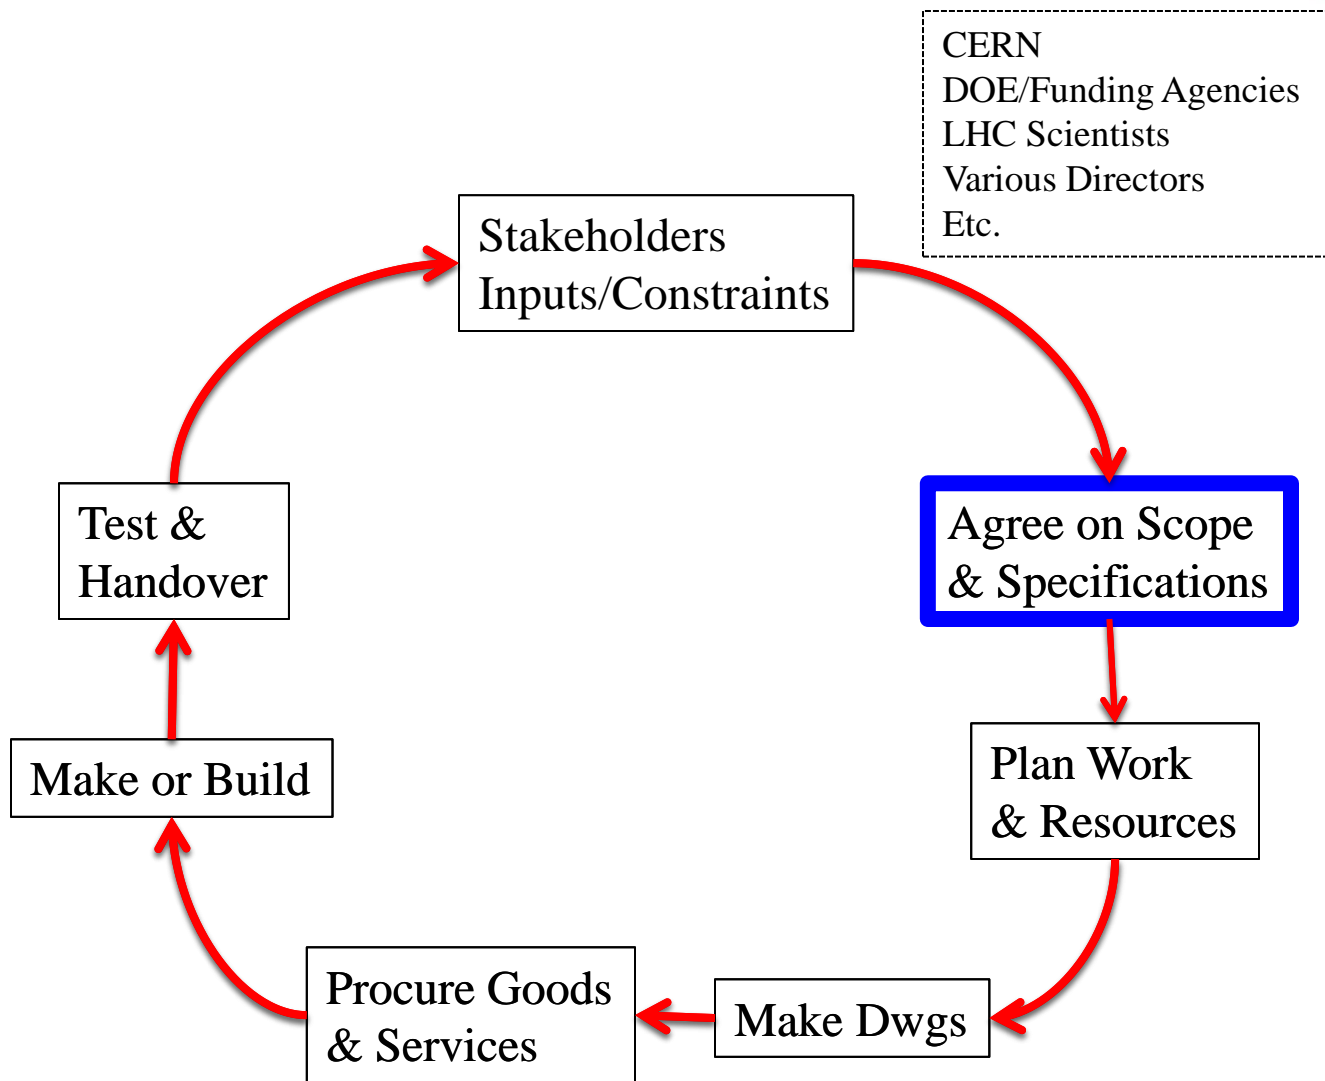 CERN
DOE/Funding Agencies
LHC Scientists
Various Directors
Etc.
Stakeholders
Inputs/Constraints
Agree on Scope
& Specifications
Plan Work
& Resources
Make Dwgs
Procure Goods
& Services
Make or Build
Test &
Handover